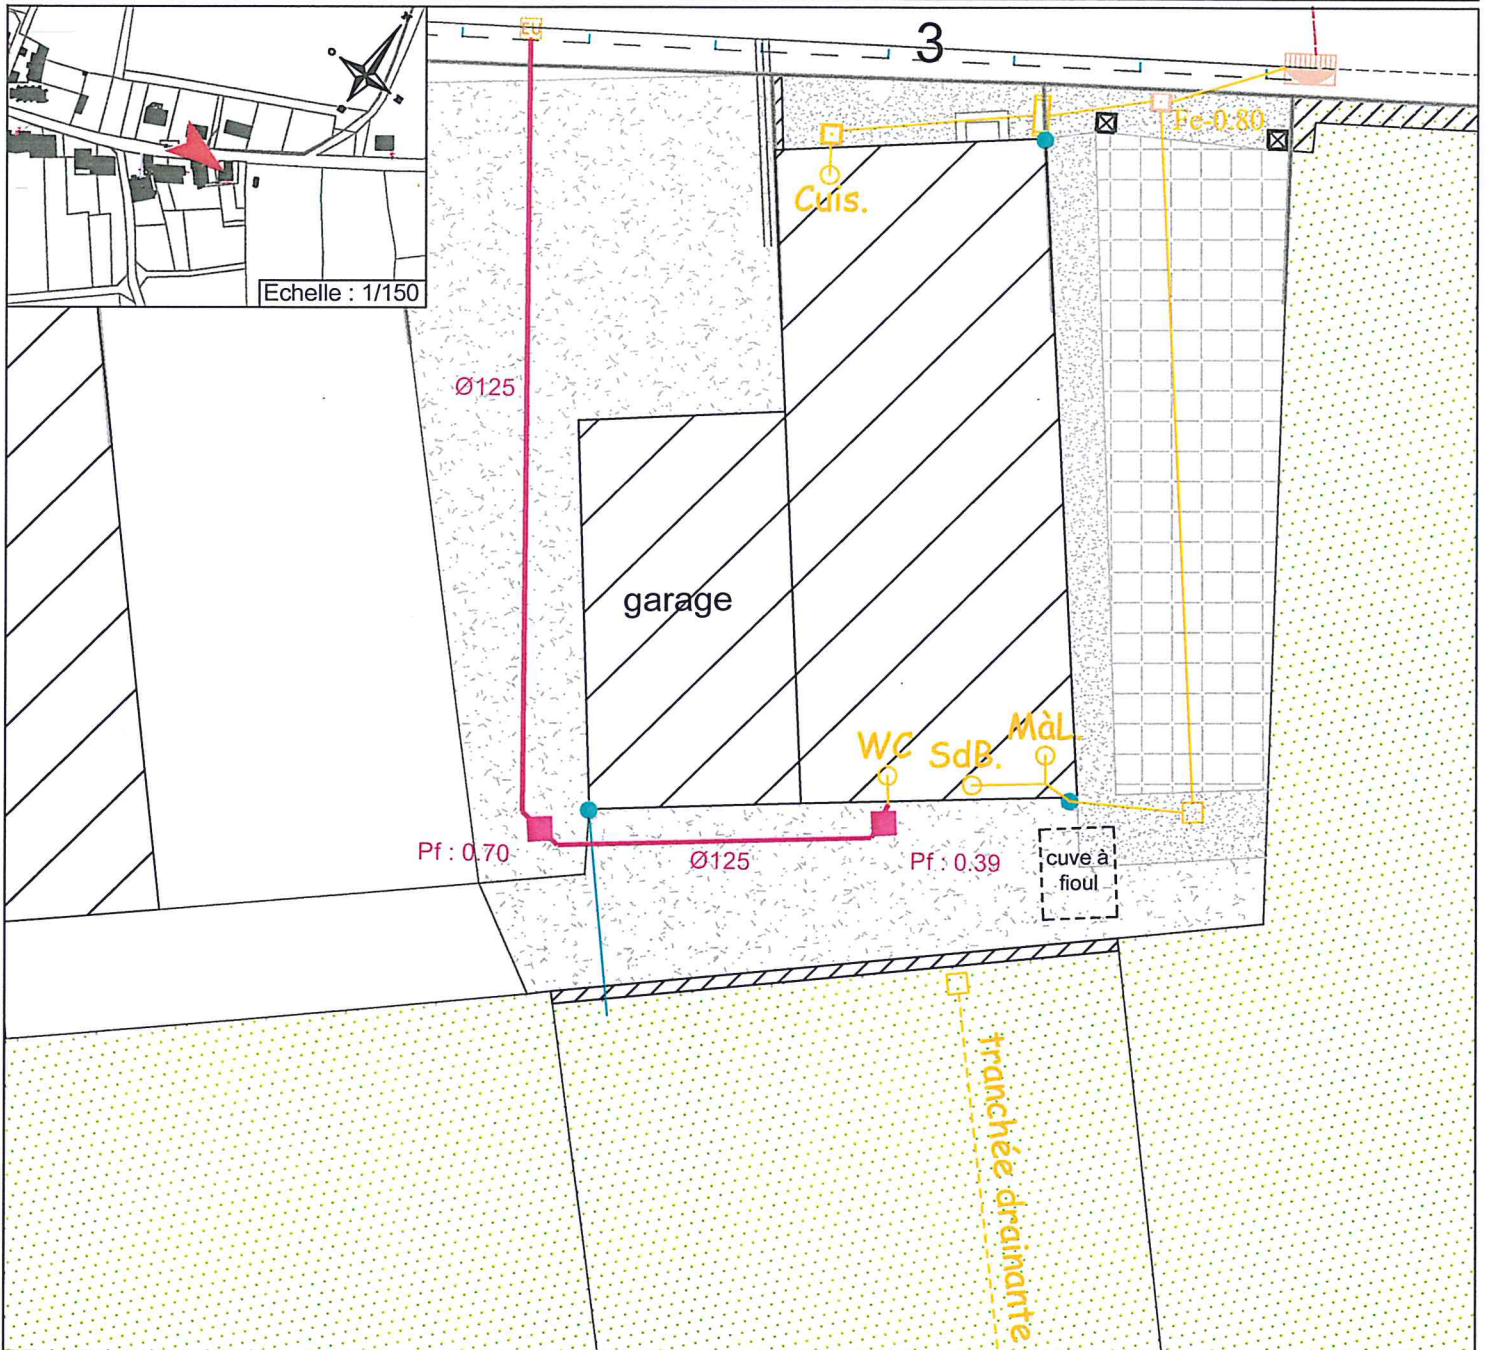 EU
3
Fe-0.80
Cuis.
Echelle : 1/150
Ø125
garage
WC
SdB.
MàL.
Pf : 0.70
Ø125
Pf : 0.39
cuve à
fioul
tranchée drainante